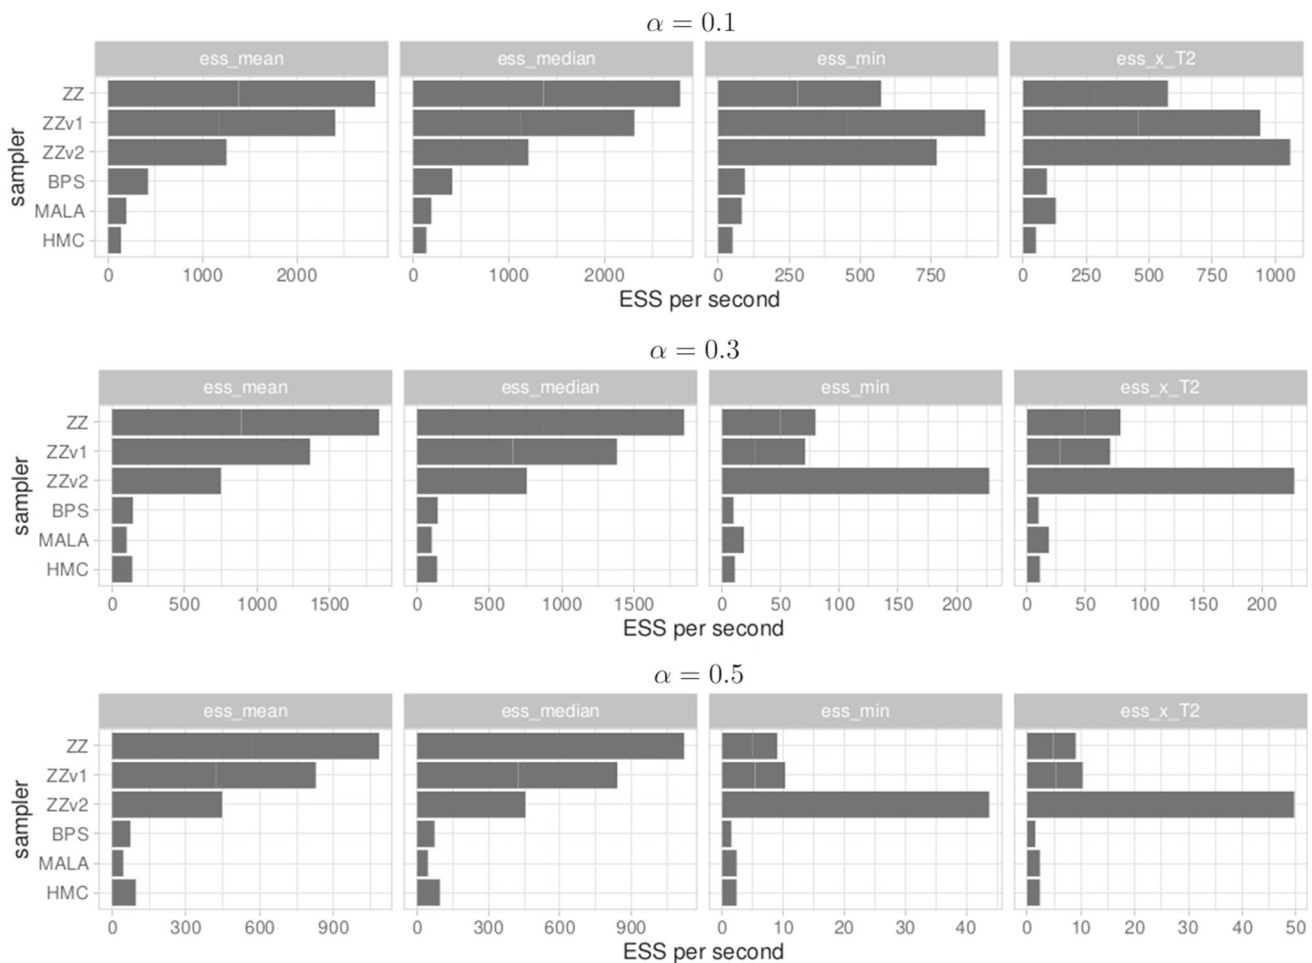 α = 0.1
ess_mean ess_median ess_min ess_x_T2
sampler
ZZ
ZZv1
ZZv2
BPS
MALA
HMC
0 1000 2000 0 1000 2000 0 250 500 750 0 250 500 750 1000
ESS per second
α = 0.3
ess_mean ess_median ess_min ess_x_T2
sampler
ZZ
ZZv1
ZZv2
BPS
MALA
HMC
0 500 1000 1500 0 500 1000 1500 0 50 100 150 200 0 50 100 150 200
ESS per second
α = 0.5
ess_mean ess_median ess_min ess_x_T2
sampler
ZZ
ZZv1
ZZv2
BPS
MALA
HMC
0 300 600 900 0 300 600 900 0 10 20 30 40 0 10 20 30 40 50
ESS per second